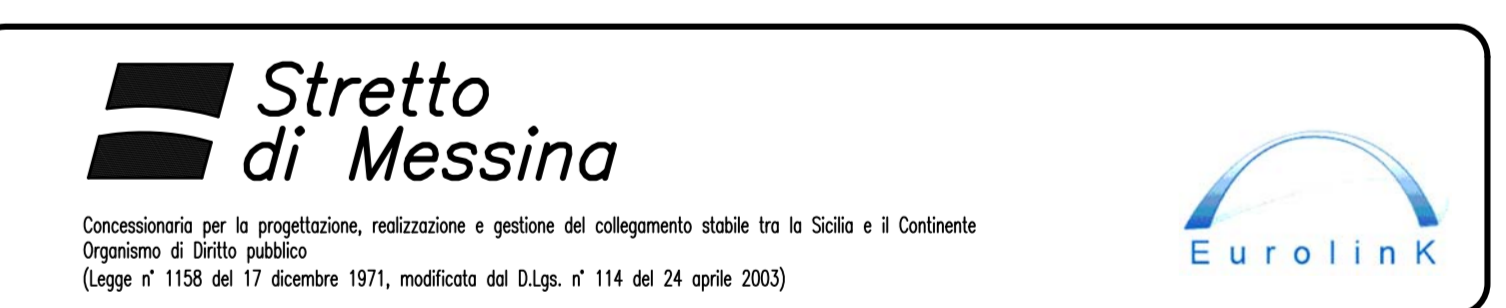 Stretto
di Messina
Concessionaria per la progettazione, realizzazione e gestione del collegamento stabile tra la Sicilia e il Continente
Organismo di Diritto pubblico
(Legge n° 1158 del 17 dicembre 1971, modificata dal D.Lgs. n° 114 del 24 aprile 2003)
EurolinK